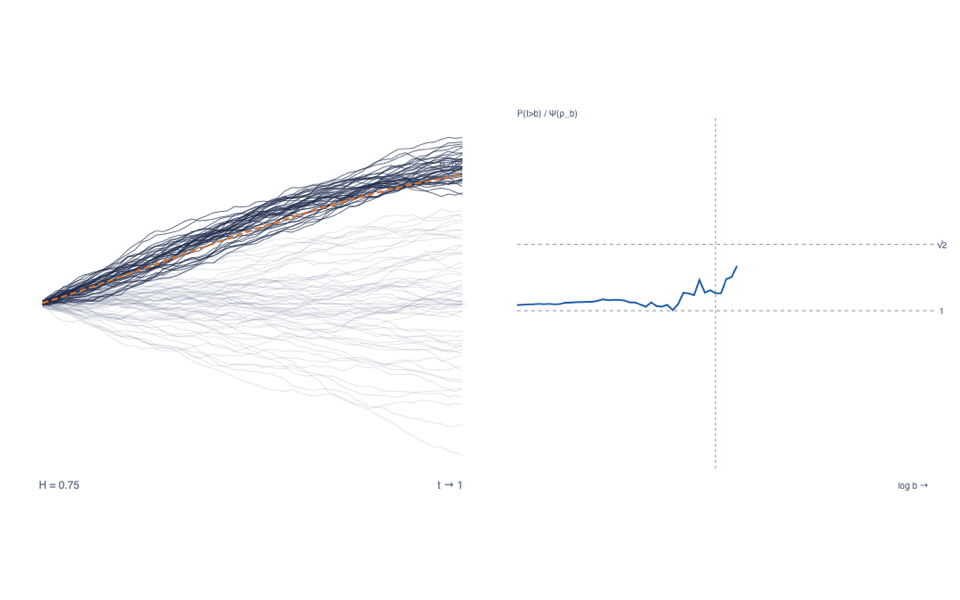 P(I>b) / Ψ(ρ_b)
√2
1
H = 0.75
t → 1
log b →